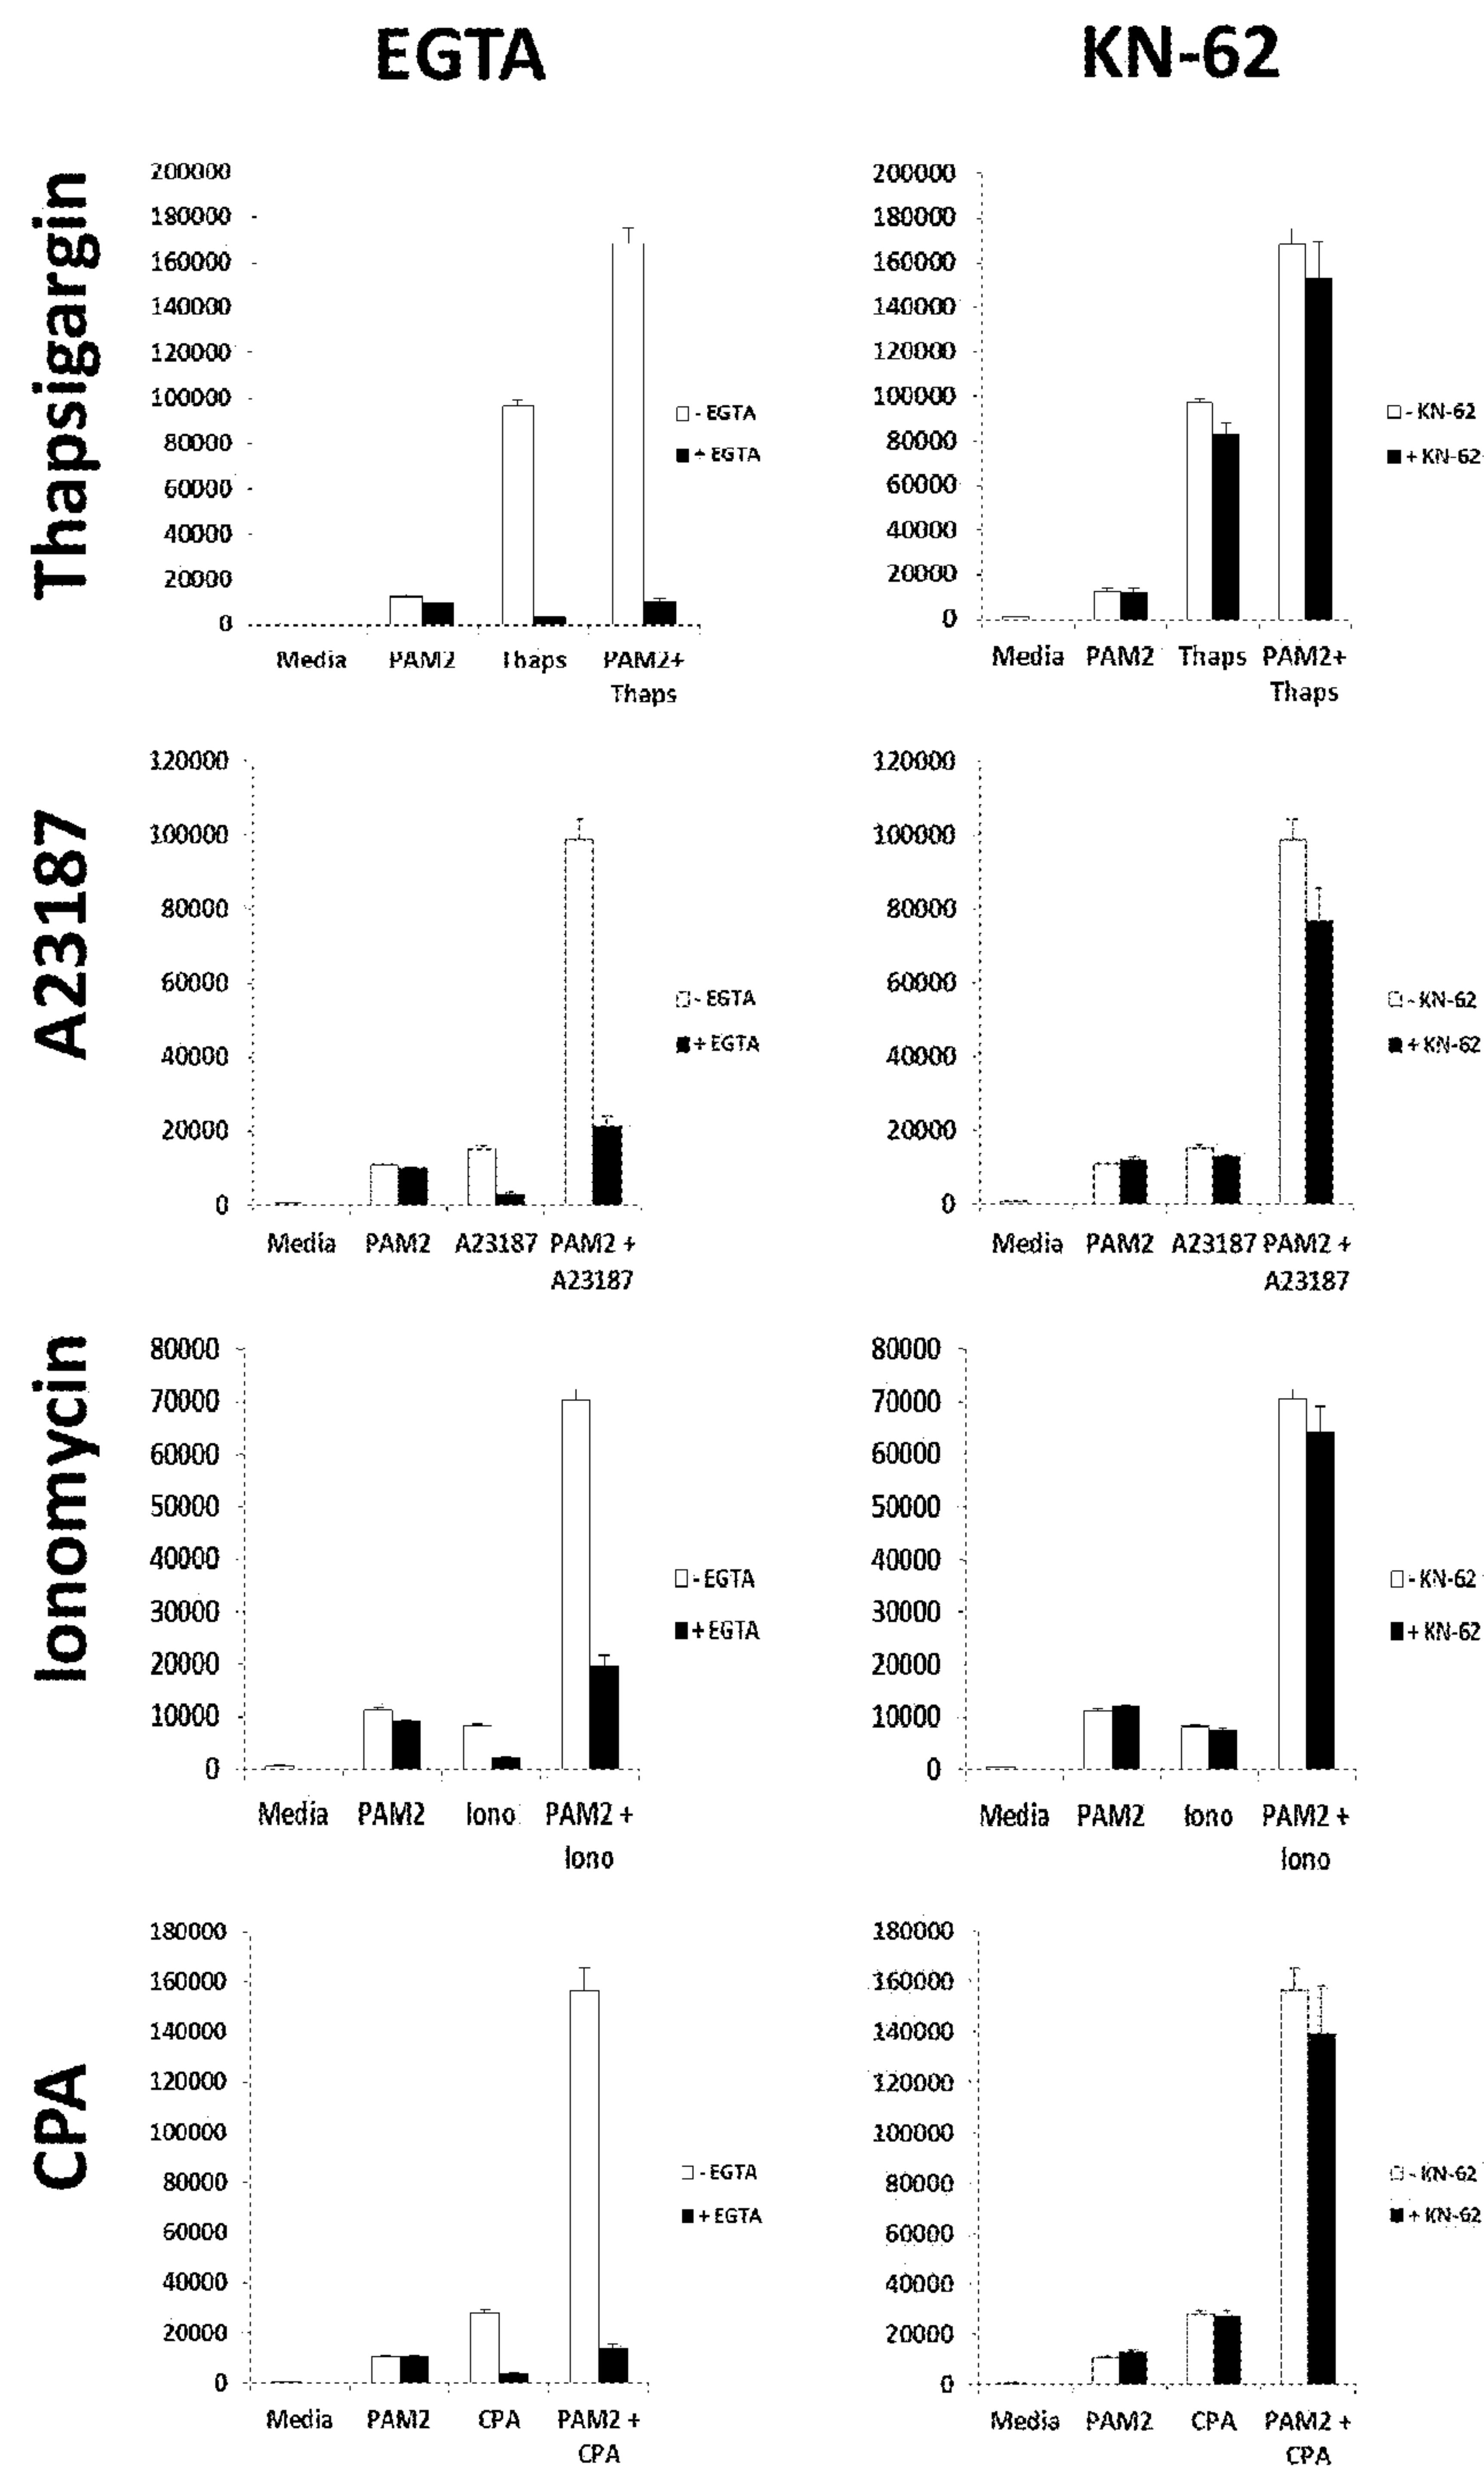 EGTA
KN-62
Thapsigargin
200000
180000
160000
140000
120000
100000
80000
60000
40000
20000
0
Media PAM2 Thaps PAM2+
Thaps
- EGTA
+ EGTA
200000
180000
160000
140000
120000
100000
80000
60000
40000
20000
0
Media PAM2 Thaps PAM2+
Thaps
- KN-62
+ KN-62
A23187
120000
100000
80000
60000
40000
20000
0
Media PAM2 A23187 PAM2 +
A23187
- EGTA
+ EGTA
120000
100000
80000
60000
40000
20000
0
Media PAM2 A23187 PAM2 +
A23187
- KN-62
+ KN-62
Ionomycin
80000
70000
60000
50000
40000
30000
20000
10000
0
Media PAM2 Iono PAM2 +
Iono
- EGTA
+ EGTA
80000
70000
60000
50000
40000
30000
20000
10000
0
Media PAM2 Iono PAM2 +
Iono
- KN-62
+ KN-62
CPA
180000
160000
140000
120000
100000
80000
60000
40000
20000
0
Media PAM2 CPA PAM2 +
CPA
- EGTA
+ EGTA
180000
160000
140000
120000
100000
80000
60000
40000
20000
0
Media PAM2 CPA PAM2 +
CPA
- KN-62
+ KN-62